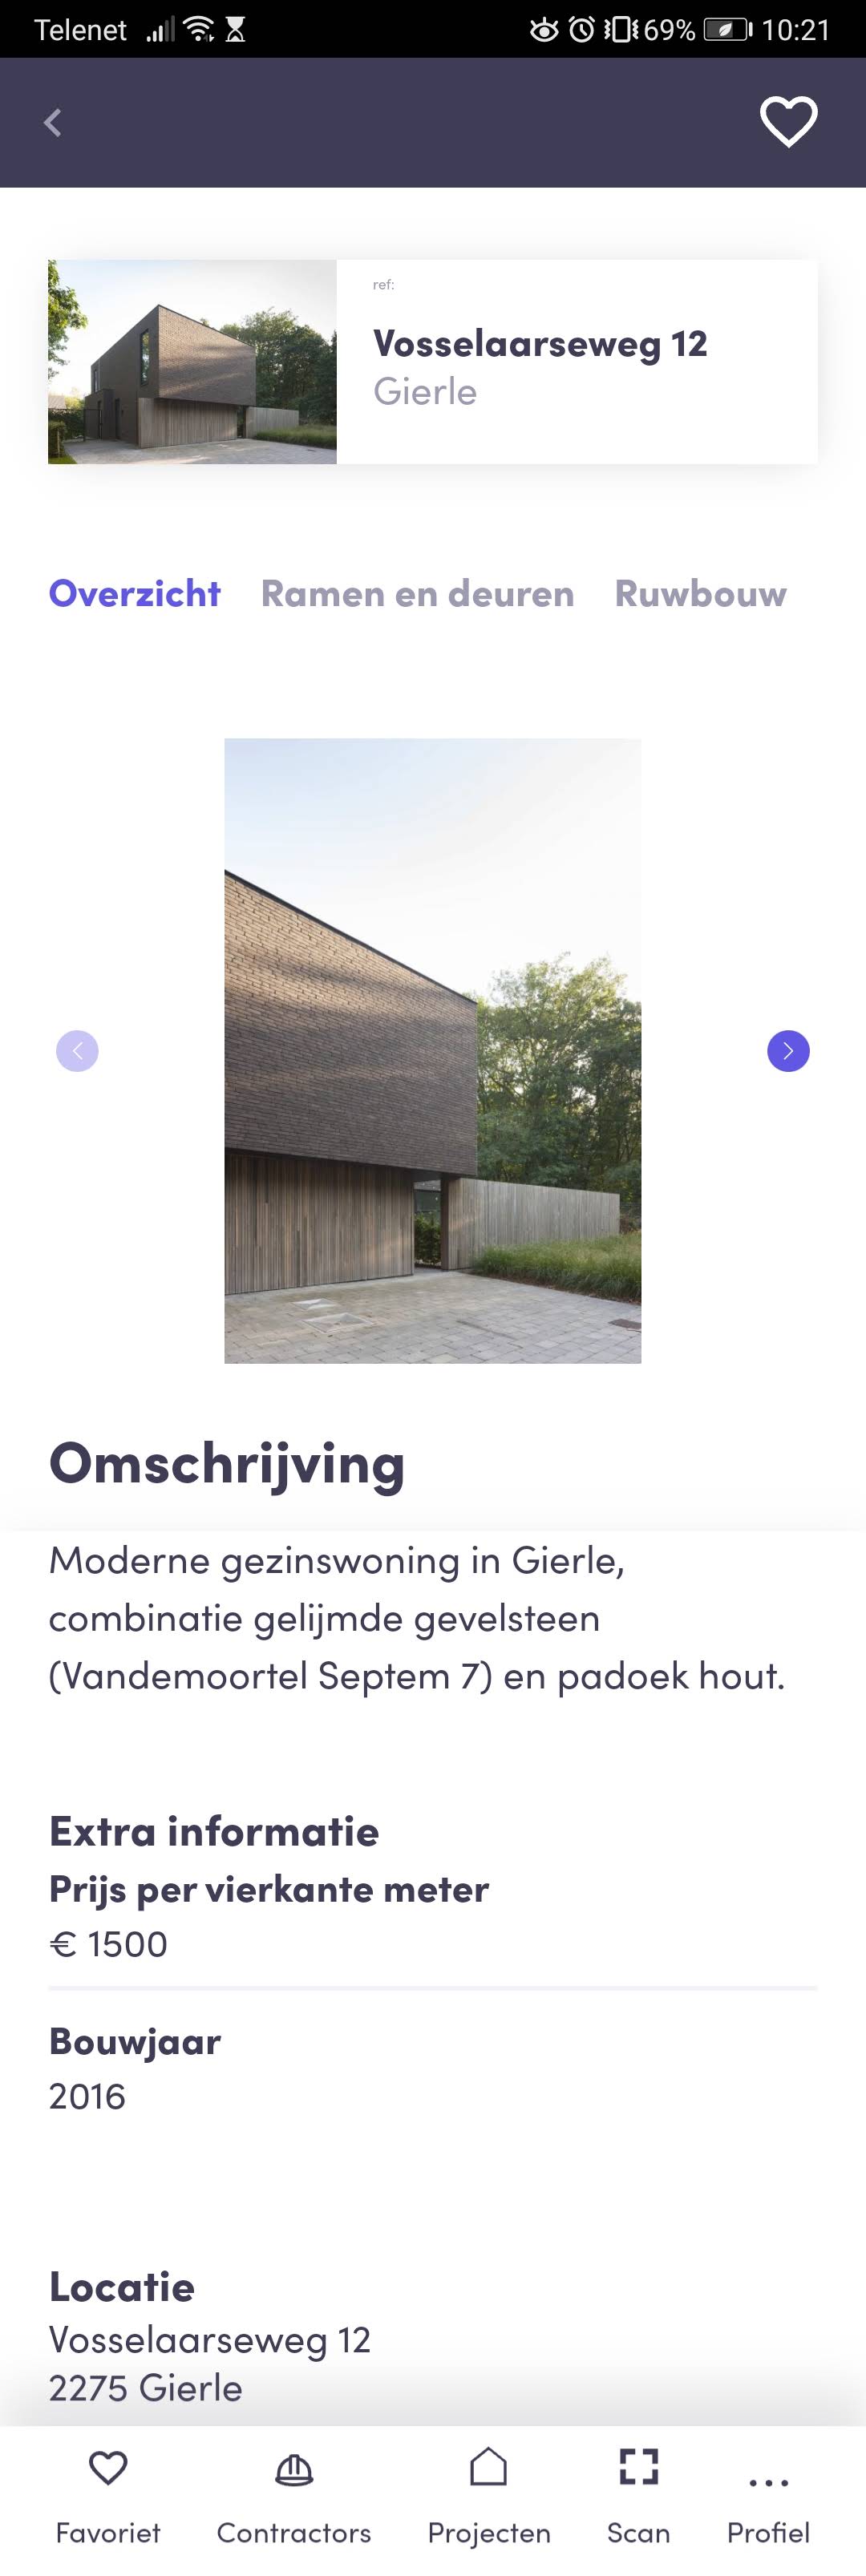 Telenet 69% 10:21
ref:
Vosselaarseweg 12
Gierle
Overzicht Ramen en deuren Ruwbouw
Omschrijving
Moderne gezinswoning in Gierle,
combinatie gelijmde gevelsteen
(Vandemoortel Septem 7) en padoek hout.
Extra informatie
Prijs per vierkante meter
€ 1500
Bouwjaar
2016
Locatie
Vosselaarseweg 12
2275 Gierle
Favoriet Contractors Projecten Scan Profiel